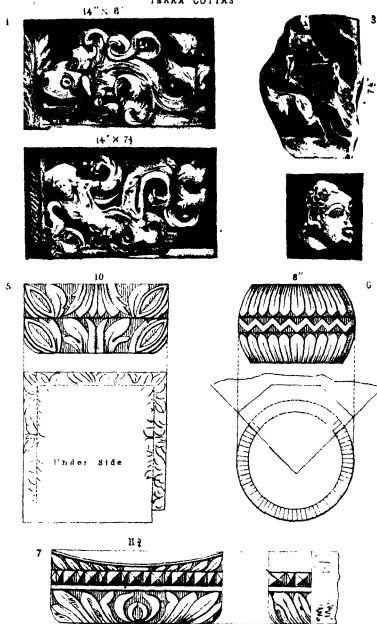 TERRA COTTAS
14" × 8"
1
3
14" × 7½
5
10
8"
6
Under Side
7
11¾